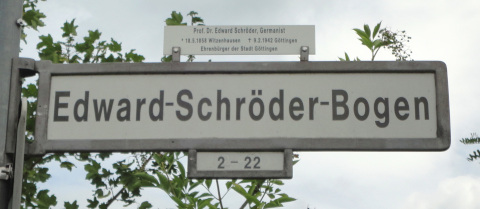 Prof. Dr. Edward Schröder, Germanist
* 18.5.1858 Witzenhausen † 9.2.1942 Göttingen
Ehrenbürger der Stadt Göttingen
Edward-Schröder-Bogen
2 - 22